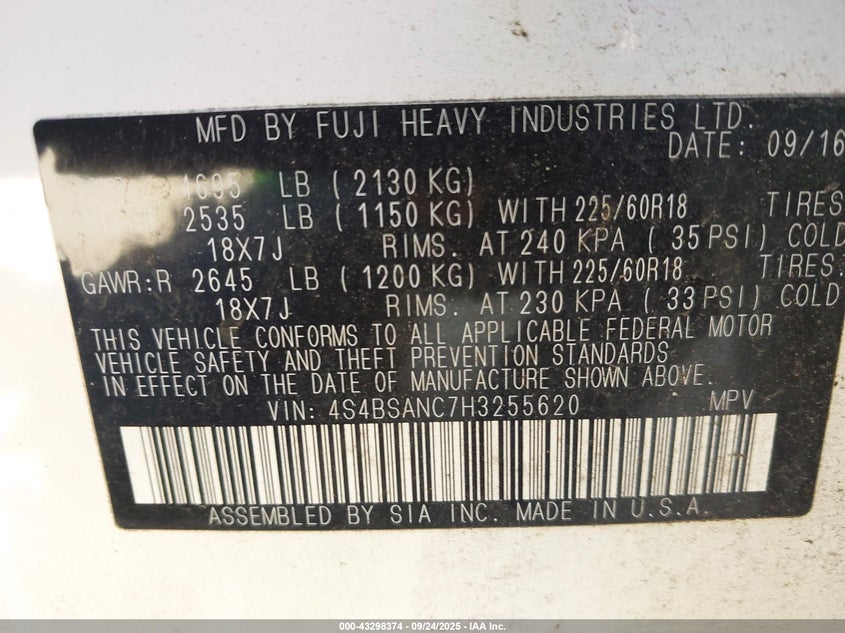 MFD BY FUJI HEAVY INDUSTRIES LTD.
DATE: 09/16
LB (2130 KG)
2535 LB (1150 KG) WITH 225/60R18 TIRES
18X7J RIMS. AT 240 KPA (35 PSI) COLD
GAWR:R 2645 LB (1200 KG) WITH 225/60R18 TIRES.
18X7J RIMS. AT 230 KPA (33 PSI) COLD
THIS VEHICLE CONFORMS TO ALL APPLICABLE FEDERAL MOTOR
VEHICLE SAFETY AND THEFT PREVENTION STANDARDS
IN EFFECT ON THE DATE OF MANUFACTURE SHOWN ABOVE.
VIN: 4S4BSANC7H3255620 MPV
ASSEMBLED BY SIA INC. MADE IN U.S.A.
000-43298374 - 09/24/2025 - IAA Inc.